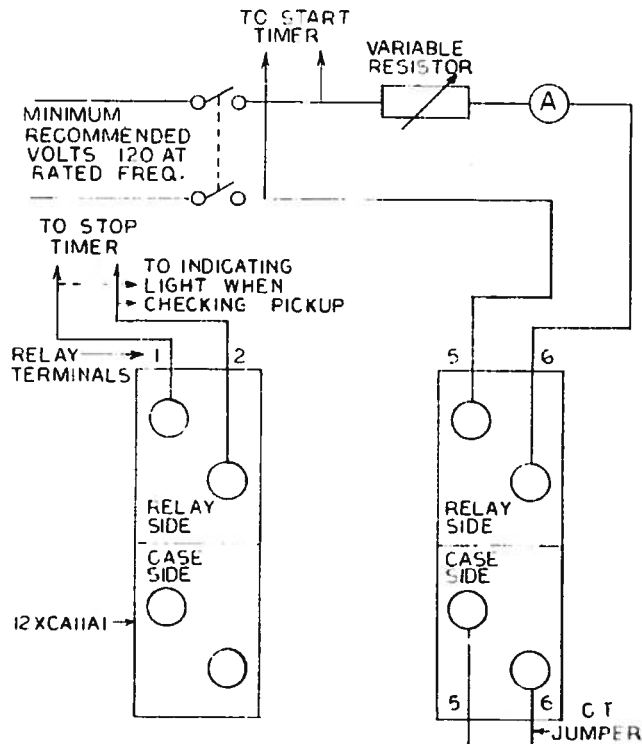 TO START
TIMER
VARIABLE
RESISTOR
A
MINIMUM
RECOMMENDED
VOLTS 120 AT
RATED FREQ.
TO STOP
TIMER
TO INDICATING
LIGHT WHEN
CHECKING PICKUP
RELAY
TERMINALS
1
2
5
6
RELAY
SIDE
CASE
SIDE
RELAY
SIDE
CASE
SIDE
12XCA11A1
5
6
CT
JUMPER